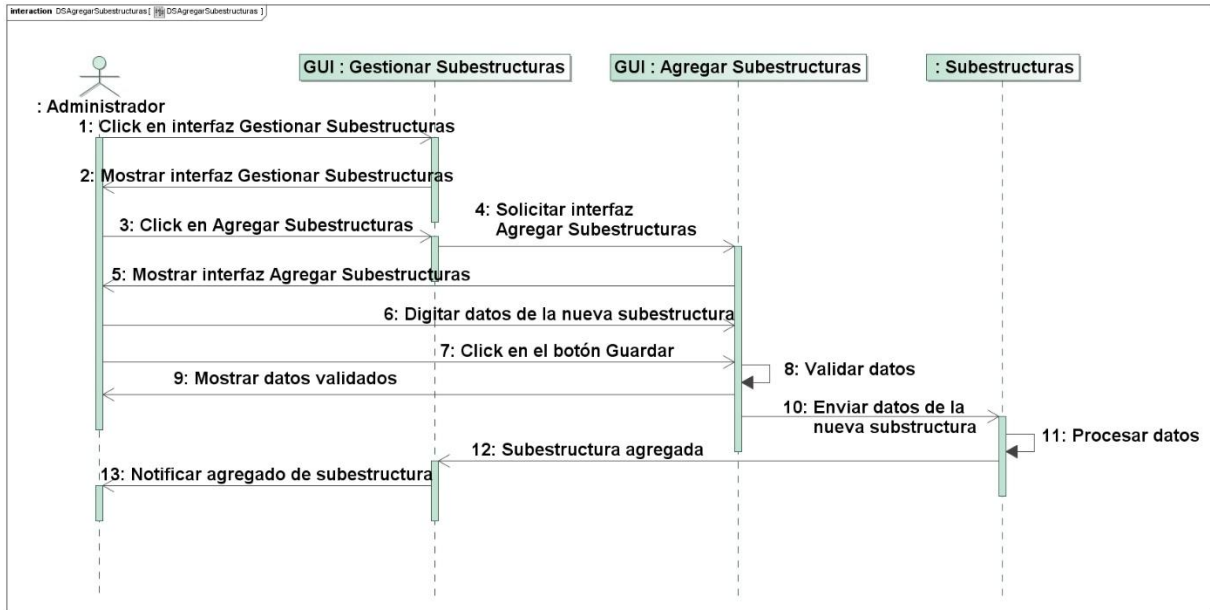 interaction DSAgregarSubestructuras [ DSAgregarSubestructuras ]
GUI : Gestionar Subestructuras
GUI : Agregar Subestructuras
: Subestructuras
: Administrador
1: Click en interfaz Gestionar Subestructuras
2: Mostrar interfaz Gestionar Subestructuras
3: Click en Agregar Subestructuras
4: Solicitar interfaz
Agregar Subestructuras
5: Mostrar interfaz Agregar Subestructuras
6: Digitar datos de la nueva subestructura
7: Click en el botón Guardar
8: Validar datos
9: Mostrar datos validados
10: Enviar datos de la
nueva substructura
11: Procesar datos
12: Subestructura agregada
13: Notificar agregado de subestructura